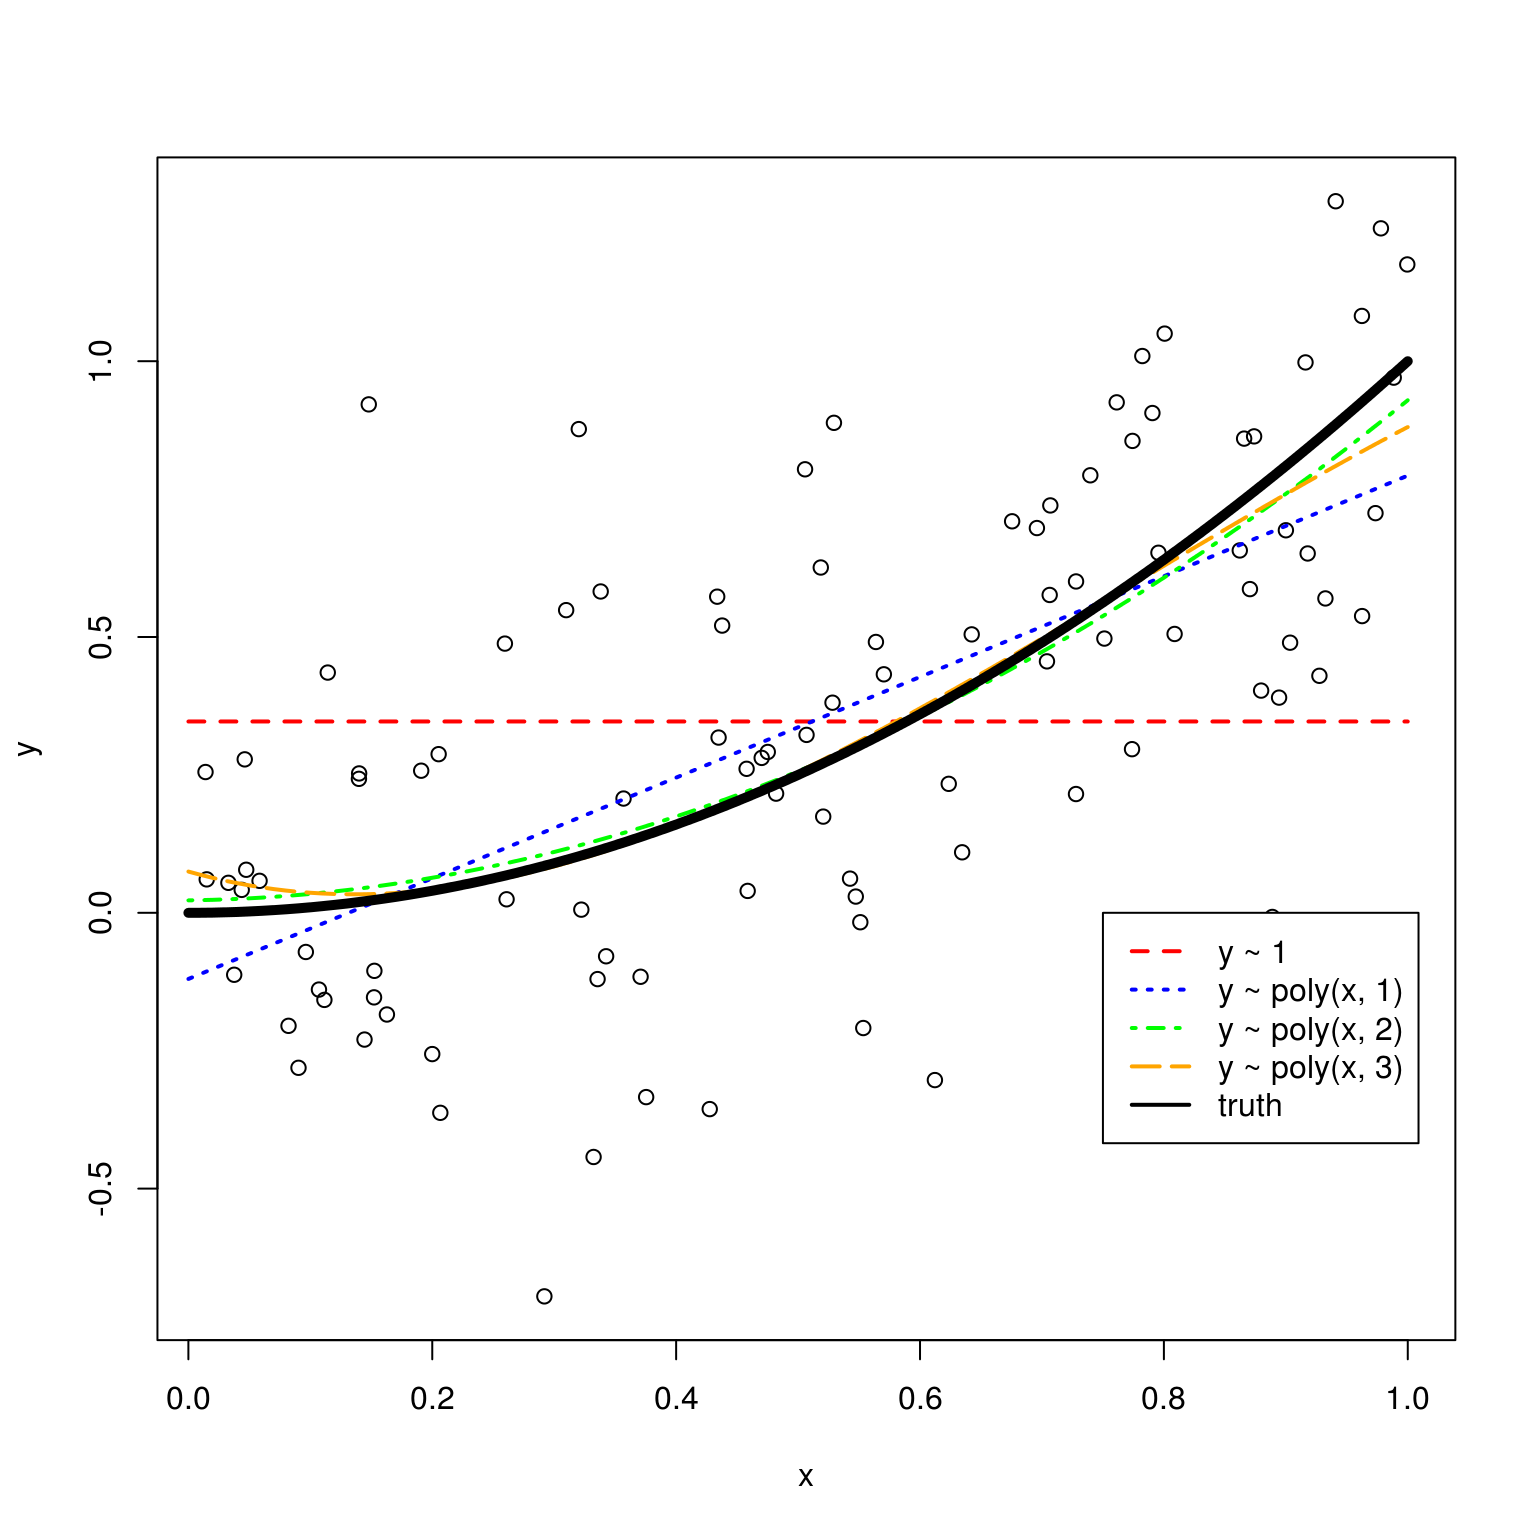 1.0
0.5
0.0
-0.5
y
y ~ 1
y ~ poly(x, 1)
y ~ poly(x, 2)
y ~ poly(x, 3)
truth
0.0 0.2 0.4 0.6 0.8 1.0
x